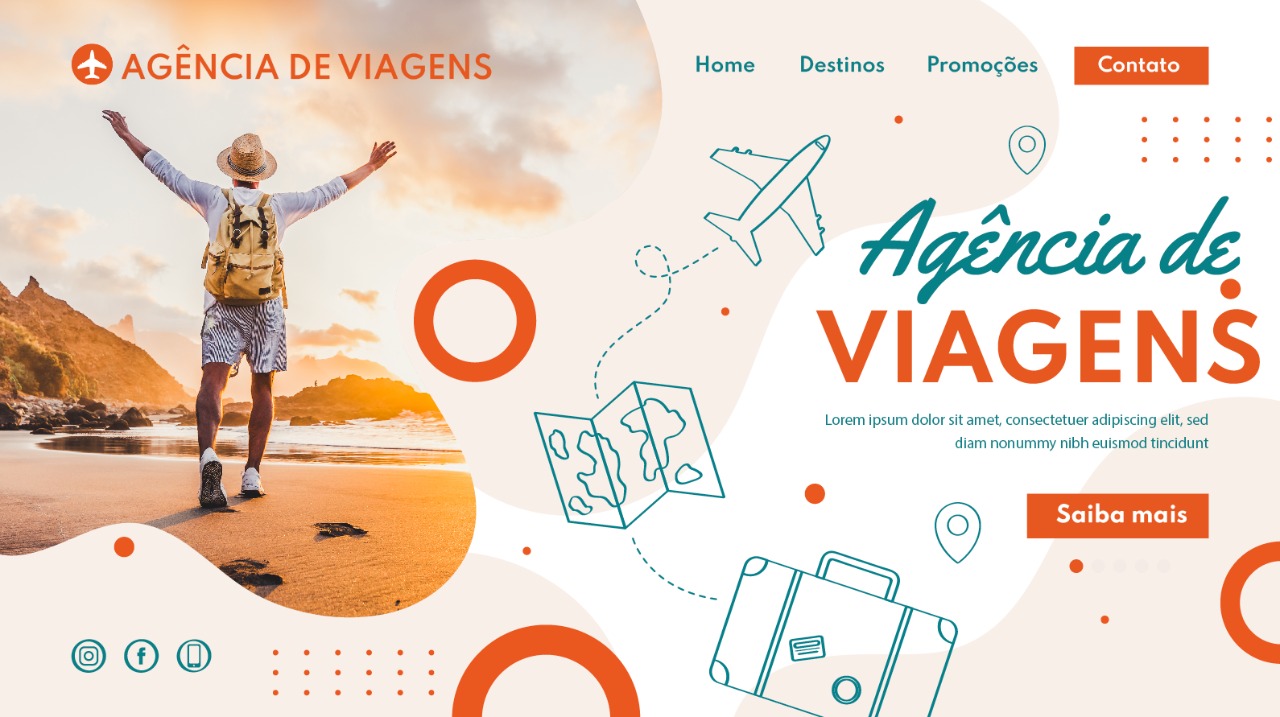 AGÊNCIA DE VIAGENS
Home Destinos Promoções Contato
Agência de
VIAGENS
Lorem ipsum dolor sit amet, consectetuer adipiscing elit, sed
diam nonummy nibh euismod tincidunt
Saiba mais